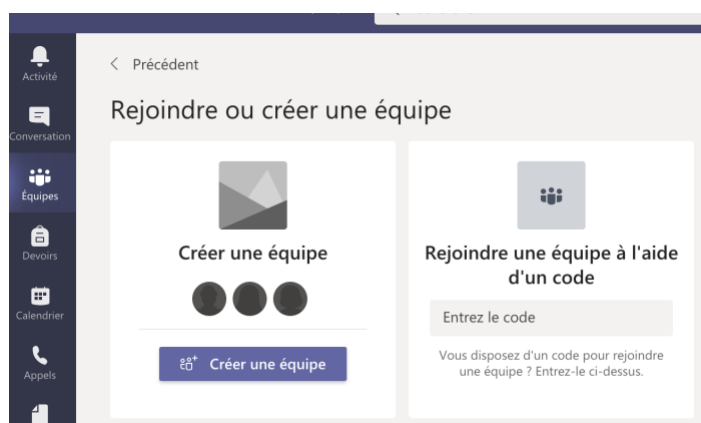 Activité
Conversation
Équipes
Devoirs
Calendrier
Appels
Précédent
Rejoindre ou créer une équipe
Créer une équipe
Créer une équipe
Rejoindre une équipe à l'aide
d'un code
Entrez le code
Vous disposez d'un code pour rejoindre
une équipe ? Entrez-le ci-dessus.